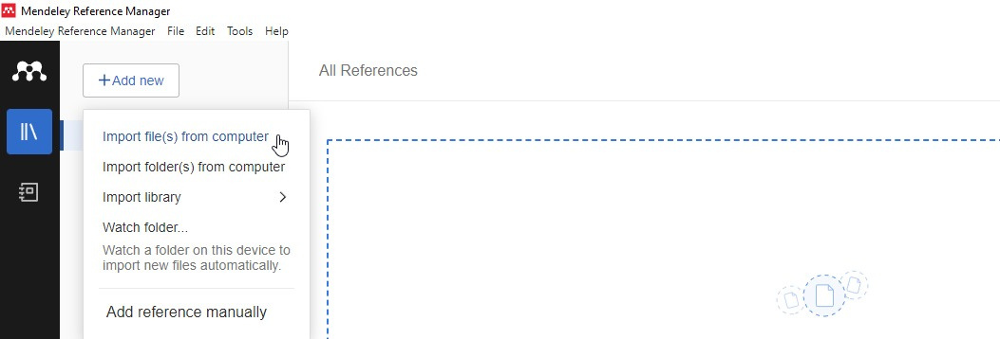 Mendeley Reference Manager
Mendeley Reference Manager File Edit Tools Help
+Add new
All References
Import file(s) from computer
Import folder(s) from computer
Import library
Watch folder...
Watch a folder on this device to
import new files automatically.
Add reference manually